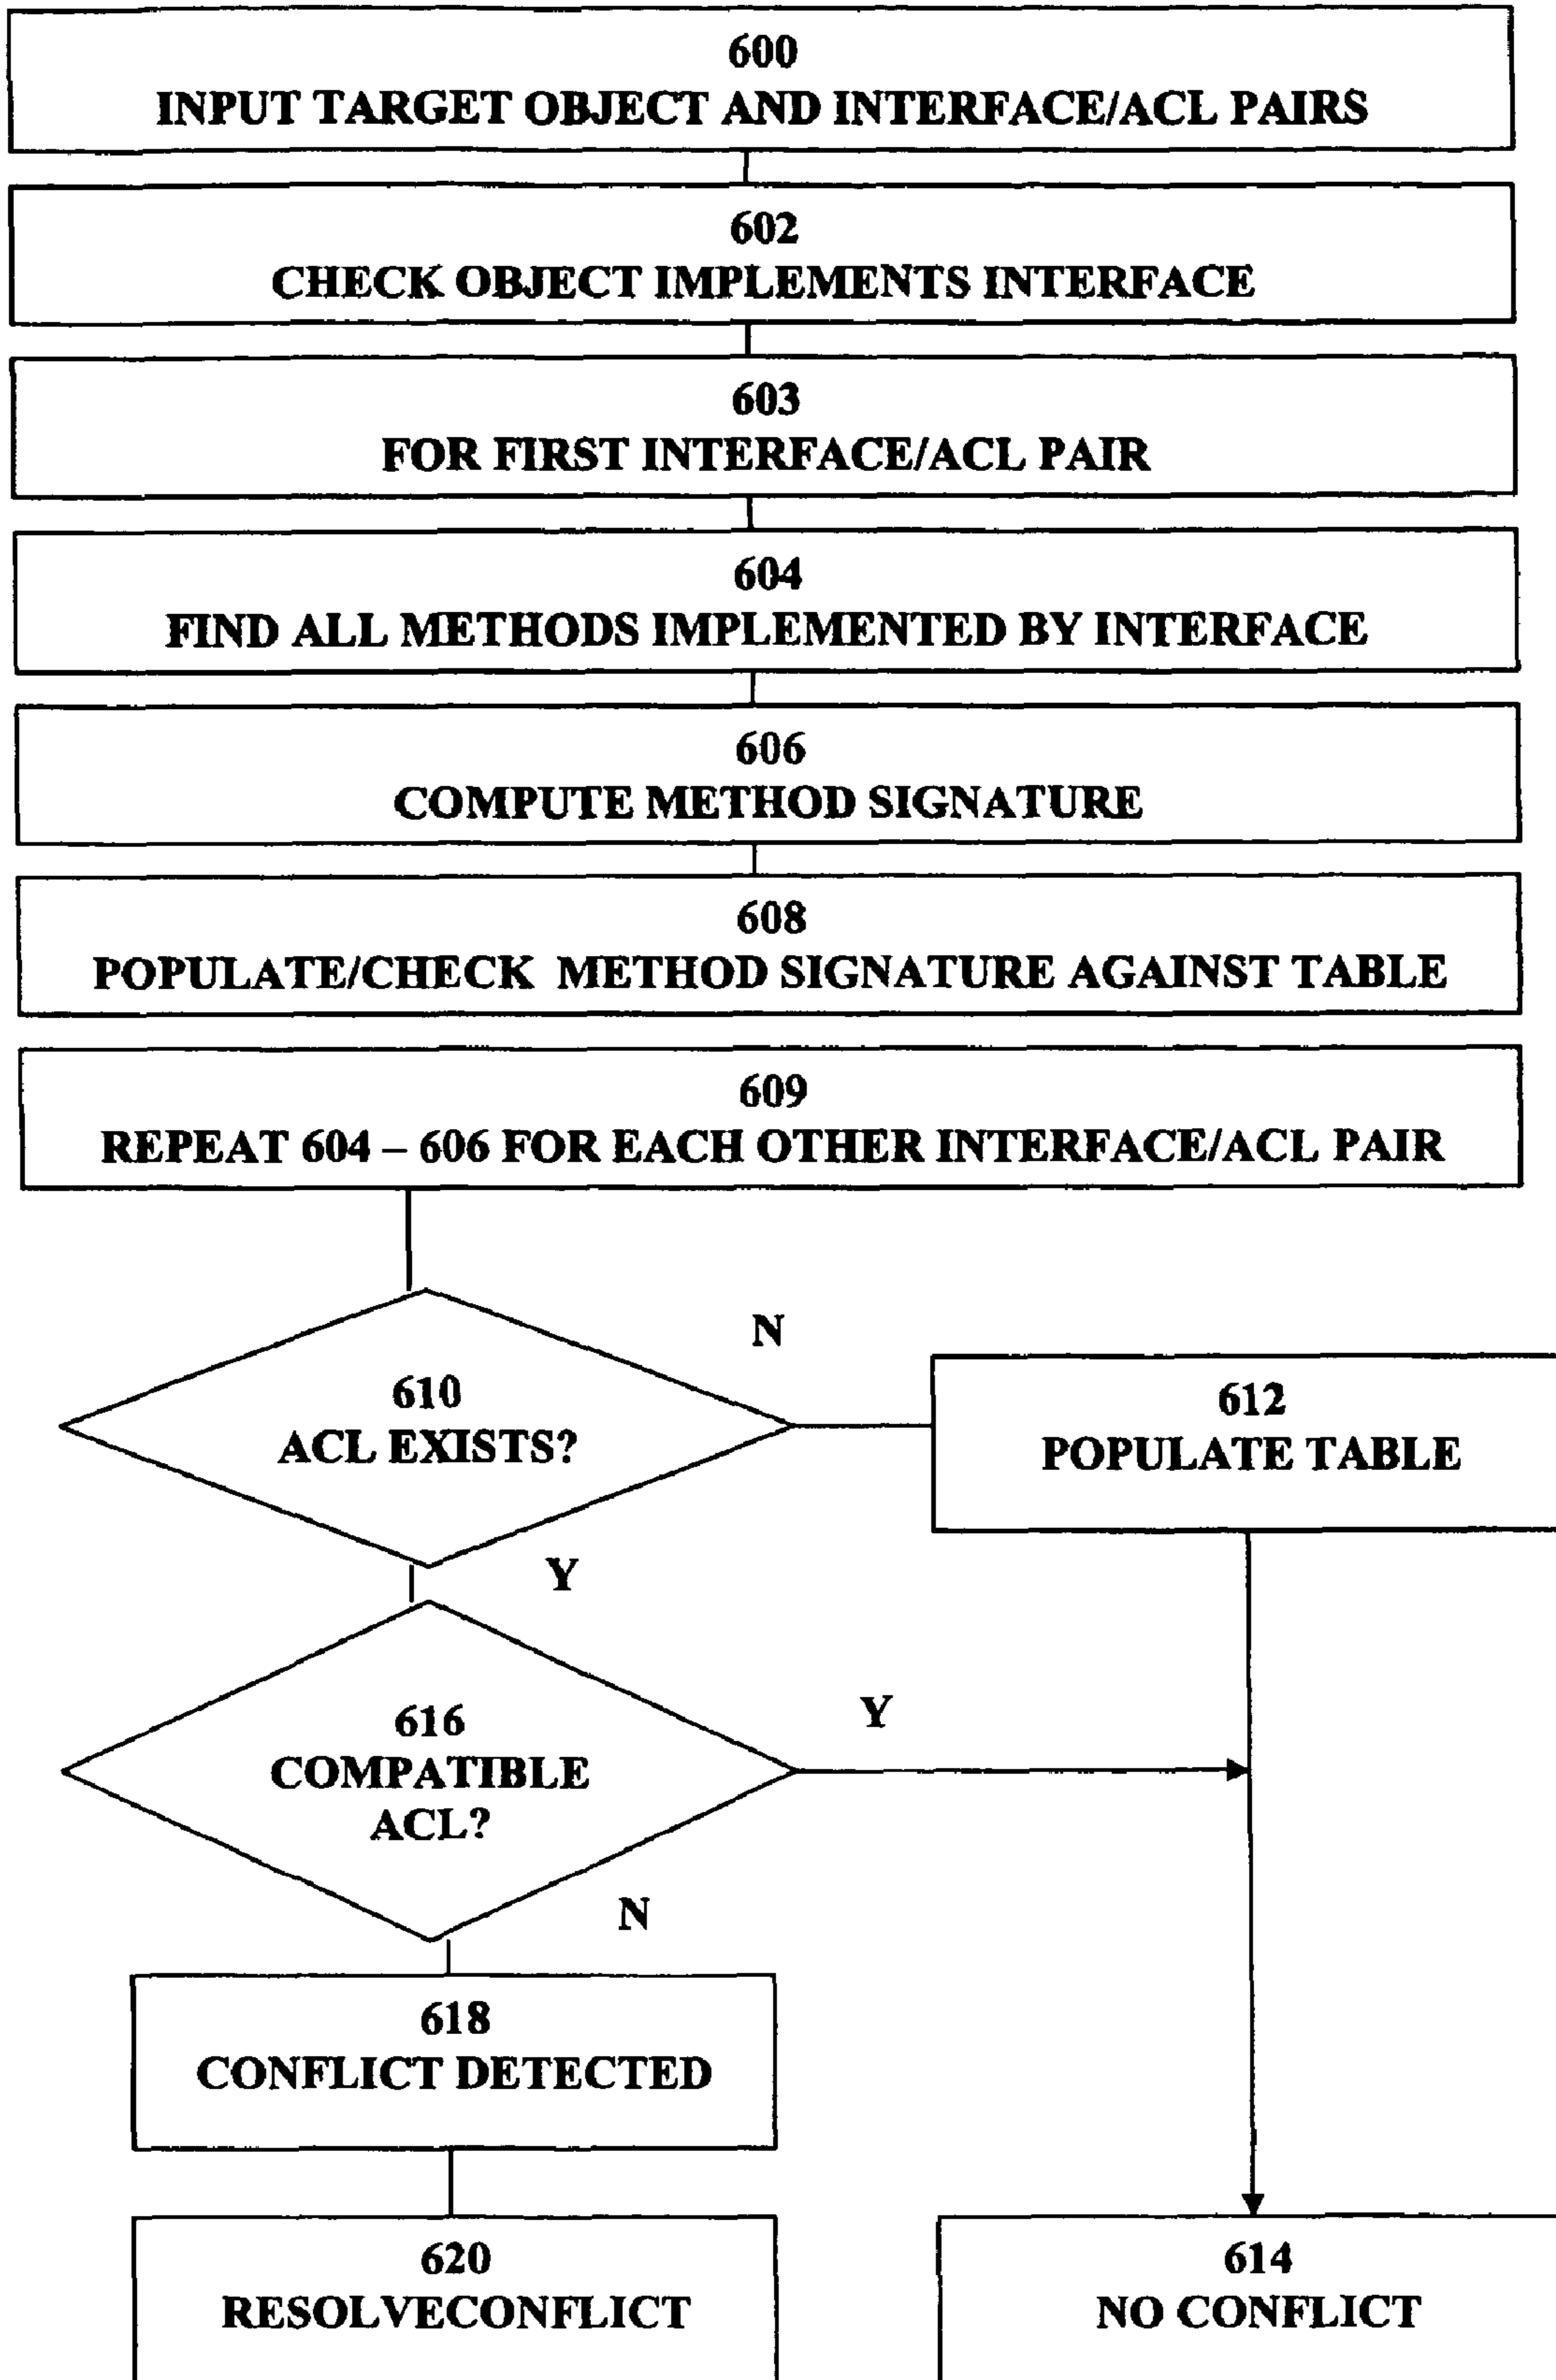 600
INPUT TARGET OBJECT AND INTERFACE/ACL PAIRS
602
CHECK OBJECT IMPLEMENTS INTERFACE
603
FOR FIRST INTERFACE/ACL PAIR
604
FIND ALL METHODS IMPLEMENTED BY INTERFACE
606
COMPUTE METHOD SIGNATURE
608
POPULATE/CHECK METHOD SIGNATURE AGAINST TABLE
609
REPEAT 604 – 606 FOR EACH OTHER INTERFACE/ACL PAIR
N
610
ACL EXISTS?
612
POPULATE TABLE
Y
616
COMPATIBLE
ACL?
Y
N
618
CONFLICT DETECTED
620
RESOLVECONFLICT
614
NO CONFLICT